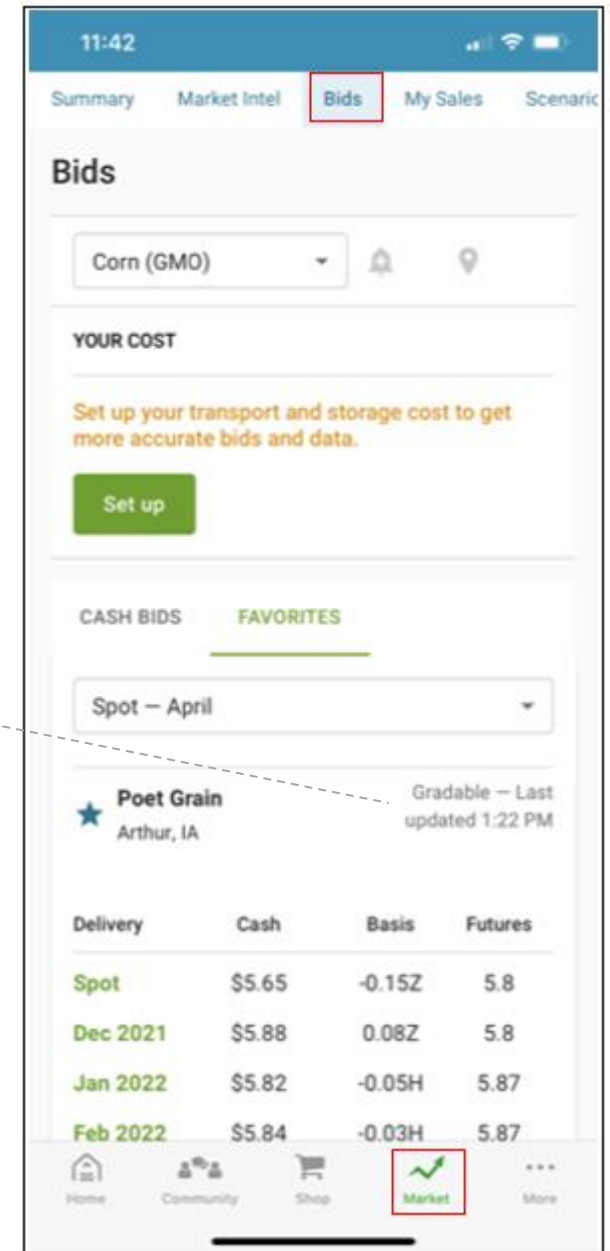 11:42
Summary Market Intel Bids My Sales Scenaric
Bids
Corn (GMO)
YOUR COST
Set up your transport and storage cost to get
more accurate bids and data.
Set up
CASH BIDS FAVORITES
Spot — April
Poet Grain
Arthur, IA
Gradable — Last
updated 1:22 PM
Delivery Cash Basis Futures
Spot $5.65 -0.15Z 5.8
Dec 2021 $5.88 0.08Z 5.8
Jan 2022 $5.82 -0.05H 5.87
Feb 2022 $5.84 -0.03H 5.87
Home Community Shop Market More